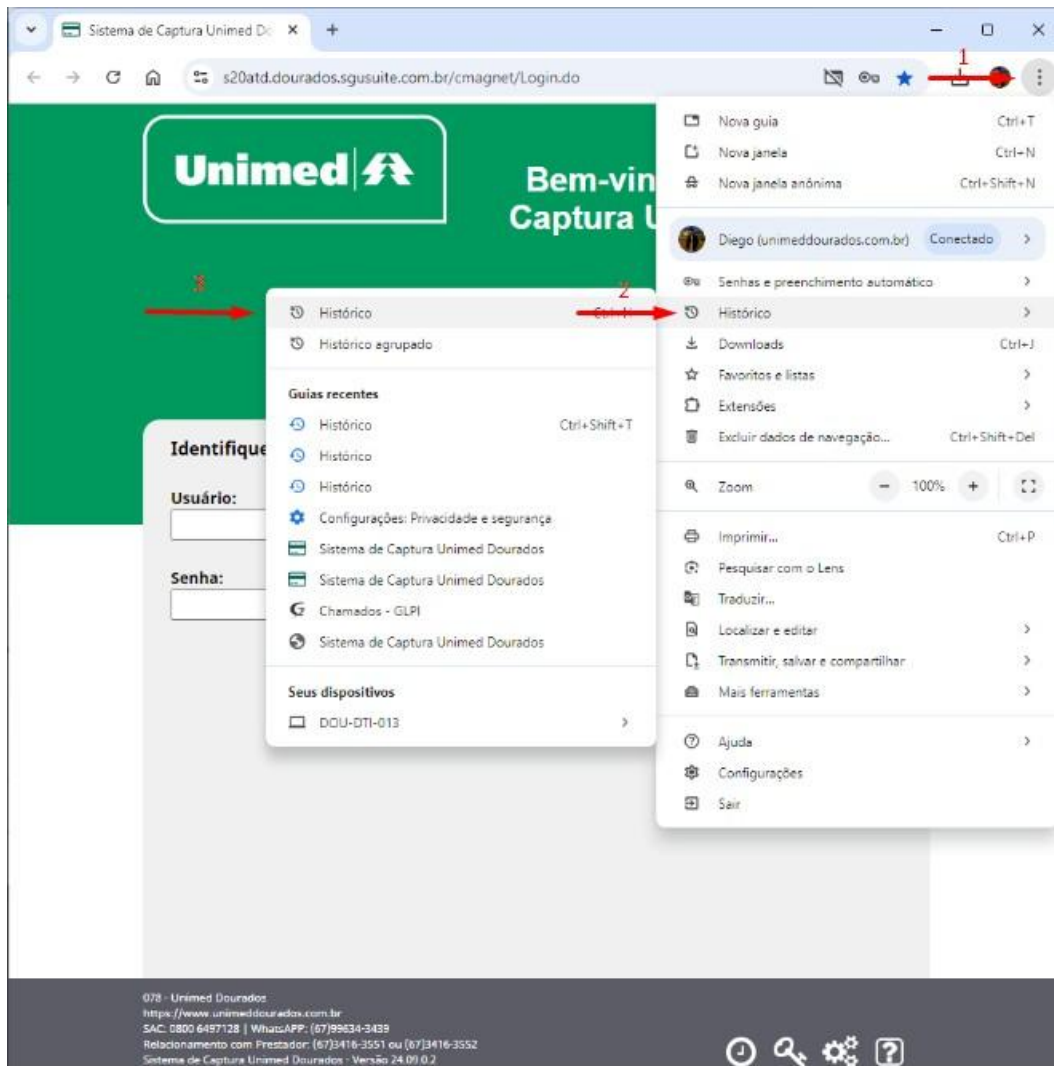 Sistema de Captura Unimed Do
s20atd.dourados.sgusuite.com.br/cmagnet/Login.do
1
Unimed
Bem-vin
Captura U
Nova guia Ctrl+T
Nova janela Ctrl+N
Nova janela anônima Ctrl+Shift+N
Diego (unimeddourados.com.br) Conectado
Senhas e preenchimento automático
2
Histórico
Downloads Ctrl+J
Favoritos e listas
Extensões
Excluir dados de navegação... Ctrl+Shift+Del
Zoom - 100% +
Imprimir... Ctrl+P
Pesquisar com o Lens
Traduzir...
Localizar e editar
Transmitir, salvar e compartilhar
Mais ferramentas
Ajuda
Configurações
Sair
3
Histórico Ctrl+H
Histórico agrupado
Guias recentes
Histórico Ctrl+Shift+T
Histórico
Histórico
Configurações: Privacidade e segurança
Sistema de Captura Unimed Dourados
Sistema de Captura Unimed Dourados
Chamados - GLPI
Sistema de Captura Unimed Dourados
Seus dispositivos
DOU-DTI-013
Identifique
Usuário:
Senha:
078 - Unimed Dourados
https://www.unimeddourados.com.br
SAC: 0800 6497128 | WhatsAPP: (67)99634-3439
Relacionamento com Prestador: (67)3416-3551 ou (67)3416-3552
Sistema de Captura Unimed Dourados - Versão 24.09.0.2